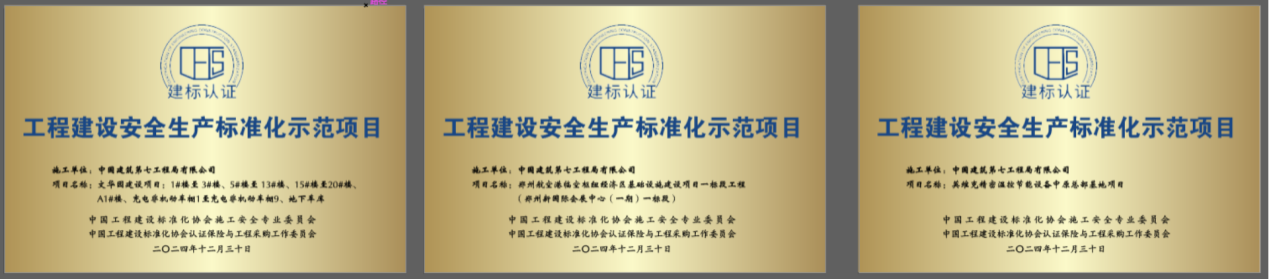 建标认证
工程建设安全生产标准化示范项目
施工单位：中国建筑第七工程局有限公司
项目名称：文华园建设项目：1#楼至 3#楼、5#楼至 13#楼、15#楼至20#楼、
A1#楼、充电非机动车棚1至充电非机动车棚9、地下车库
中国工程建设标准化协会施工安全专业委员会
中国工程建设标准化协会认证保险与工程采购工作委员会
二〇二四年十二月三十日
建标认证
工程建设安全生产标准化示范项目
施工单位：中国建筑第七工程局有限公司
项目名称：郑州航空港临空枢纽经济区基础设施建设项目一标段工程
（郑州新国际会展中心（一期）一标段）
中国工程建设标准化协会施工安全专业委员会
中国工程建设标准化协会认证保险与工程采购工作委员会
二〇二四年十二月三十日
建标认证
工程建设安全生产标准化示范项目
施工单位：中国建筑第七工程局有限公司
项目名称：英维克精密温控节能设备中原总部基地项目
中国工程建设标准化协会施工安全专业委员会
中国工程建设标准化协会认证保险与工程采购工作委员会
二〇二四年十二月三十日